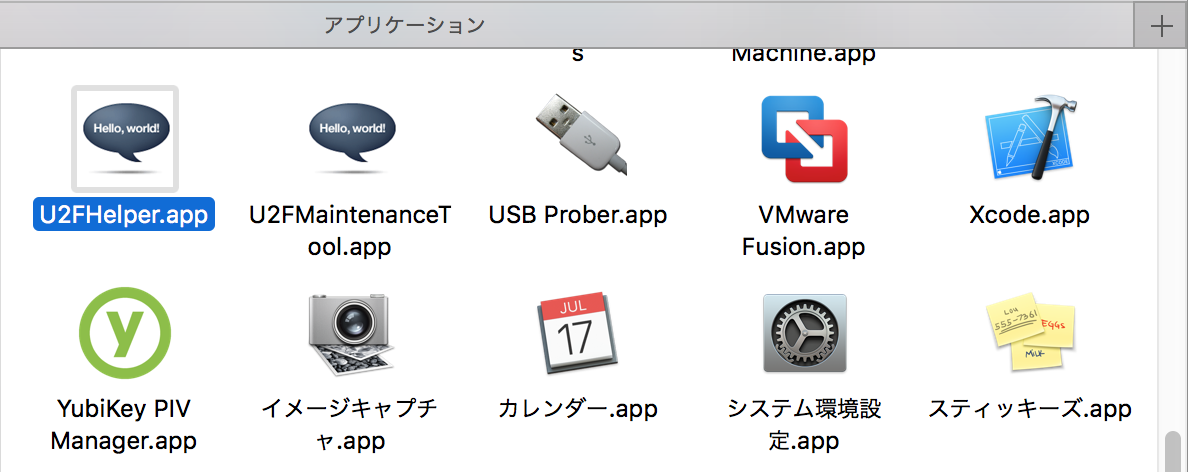 アプリケーション
s
Machine.app
Hello, world!
Hello, world!
U2FHelper.app
U2FMaintenanceT
ool.app
USB Prober.app
VMware
Fusion.app
Xcode.app
y
JUL
17
Lou
555-7361
EGGS
MILK
YubiKey PIV
Manager.app
イメージキャプチ
ャ.app
カレンダー.app
システム環境設
定.app
スティッキーズ.app